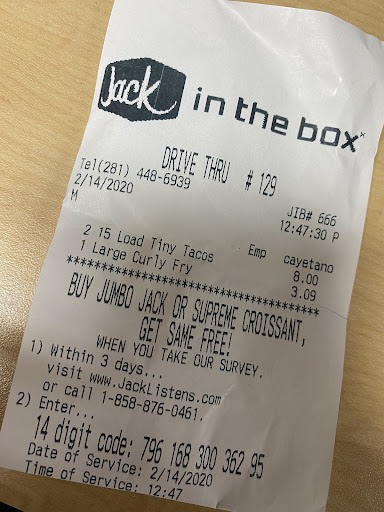 Jack in the box
DRIVE THRU # 129
Tel(281) 448-6939
2/14/2020 JIB# 666
M 12:47:30 P
Emp cayetano
2 15 Load Tiny Tacos 8.00
1 Large Curly Fry 3.09
************************************
BUY JUMBO JACK OR SUPREME CROISSANT,
GET SAME FREE!
WHEN YOU TAKE OUR SURVEY.
1) Within 3 days...
visit www.JackListens.com
or call 1-858-876-0461.
2) Enter...
14 digit code: 796 168 300 362 95
Date of Service: 2/14/2020
Time of Service: 12:47